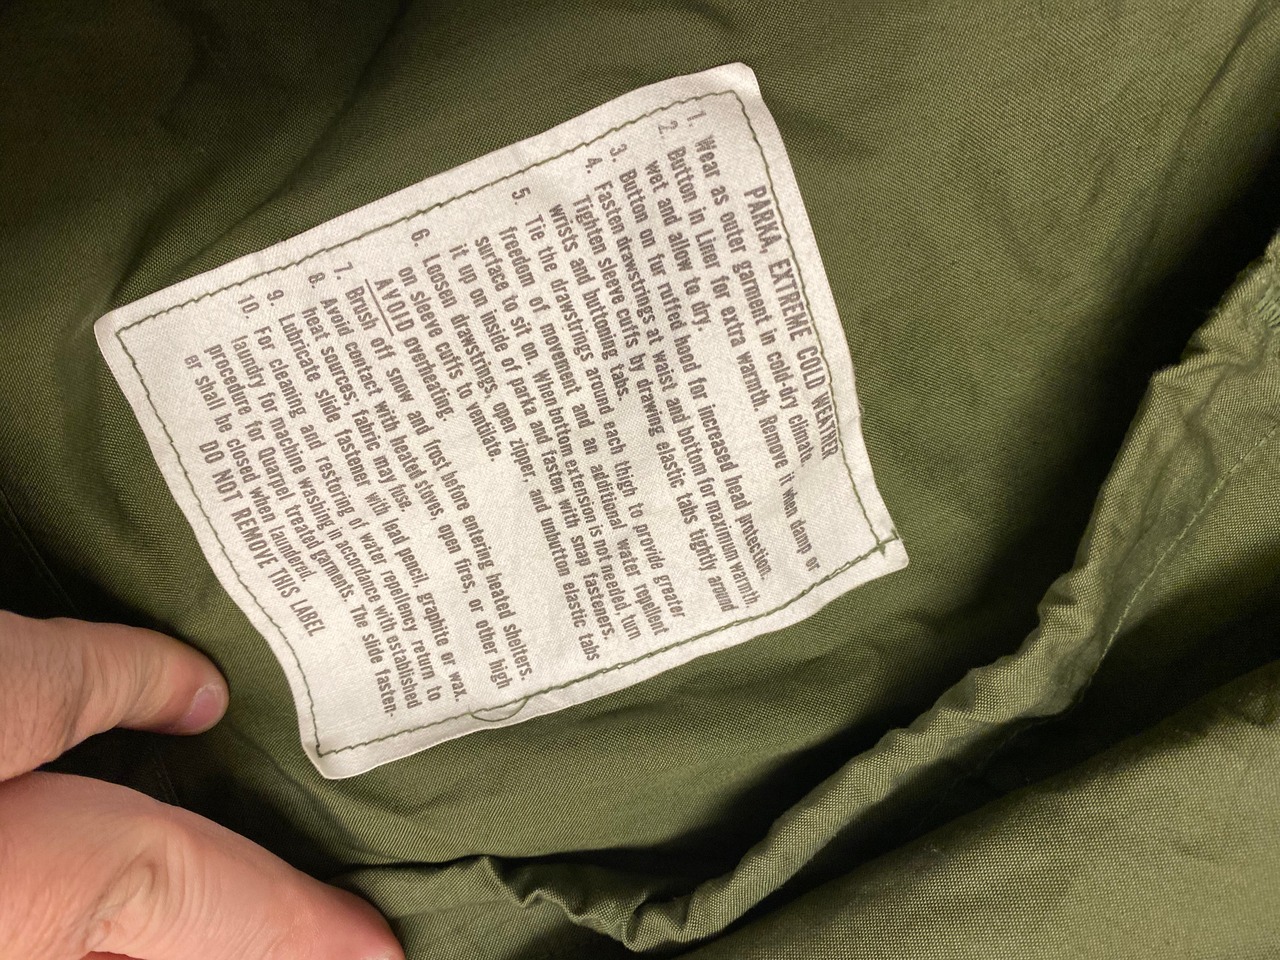 PARKA, EXTREME COLD WEATHER
1. Wear as outer garment in cold-dry climate.
2. Button in Liner for extra warmth. Remove it when damp or
wet and allow to dry.
3. Button on fur ruffed hood for increased head protection.
4. Fasten drawstrings at waist and bottom for maximum warmth.
Tighten sleeve cuffs by drawing elastic tabs tightly around
wrists and buttoning tabs.
5. Tie the drawstrings around each thigh to provide greater
freedom of movement and an additional water repellent
surface to sit on. When bottom extension is not needed, turn
it up on inside of parka and fasten with snap fasteners.
6. Loosen drawstrings, open zipper, and unbutton elastic tabs
on sleeve cuffs to ventilate.
AVOID overheating.
7. Brush off snow and frost before entering heated shelters.
8. Avoid contact with heated stoves, open fires, or other high
heat sources; fabric may fuse.
9. Lubricate slide fastener with lead pencil, graphite or wax.
10. For cleaning and restoring of water repellency return to
laundry for machine washing in accordance with established
procedure for Quarpel treated garments. The slide fasten-
er shall be closed when laundered.
DO NOT REMOVE THIS LABEL